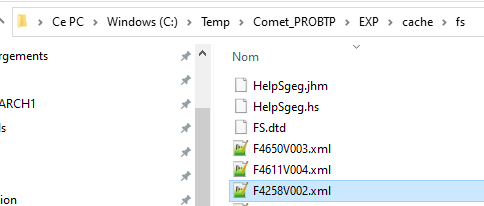 Ce PC > Windows (C:) > Temp > Comet_PROBTP > EXP > cache > fs
Nom
HelpSgeg.jhm
HelpSgeg.hs
FS.dtd
F4650V003.xml
F4611V004.xml
F4258V002.xml
argements
ARCH1
ls
ion